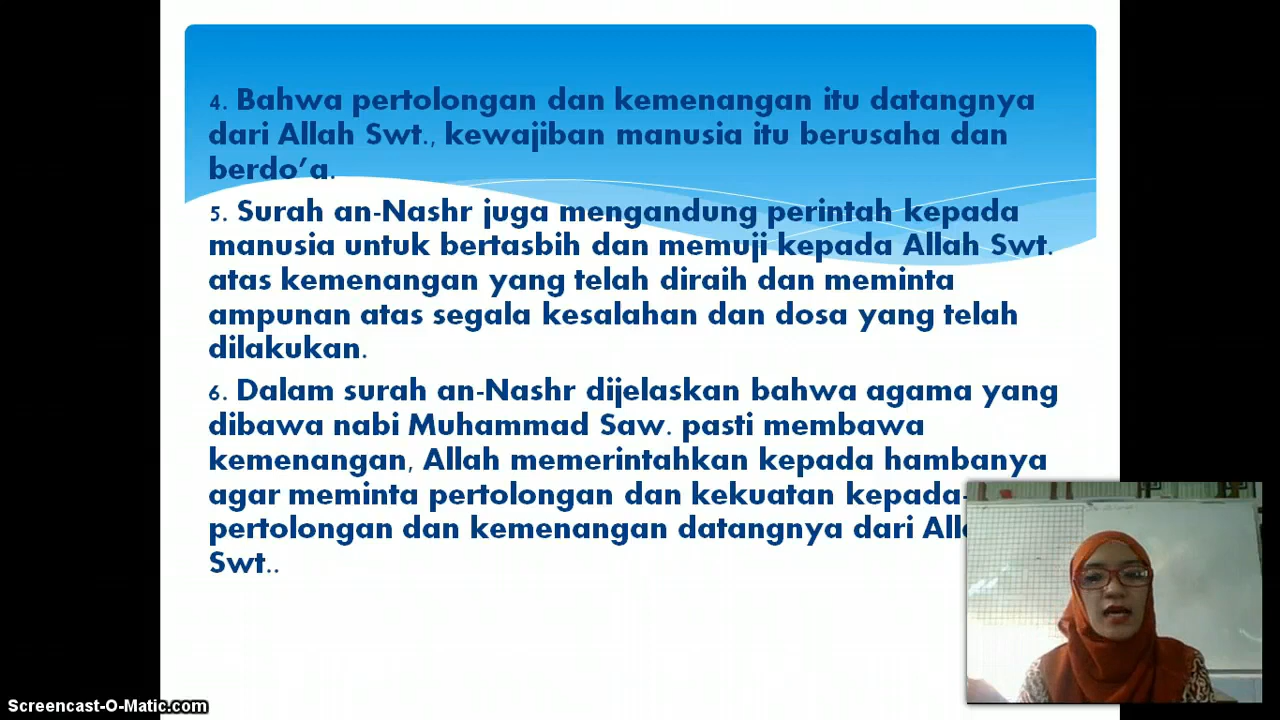 4. Bahwa pertolongan dan kemenangan itu datangnya
dari Allah Swt., kewajiban manusia itu berusaha dan
berdo’a.
5. Surah an-Nashr juga mengandung perintah kepada
manusia untuk bertasbih dan memuji kepada Allah Swt.
atas kemenangan yang telah diraih dan meminta
ampunan atas segala kesalahan dan dosa yang telah
dilakukan.
6. Dalam surah an-Nashr dijelaskan bahwa agama yang
dibawa nabi Muhammad Saw. pasti membawa
kemenangan, Allah memerintahkan kepada hambanya
agar meminta pertolongan dan kekuatan kepada-
pertolongan dan kemenangan datangnya dari
Swt..
Screencast-O-Matic.com